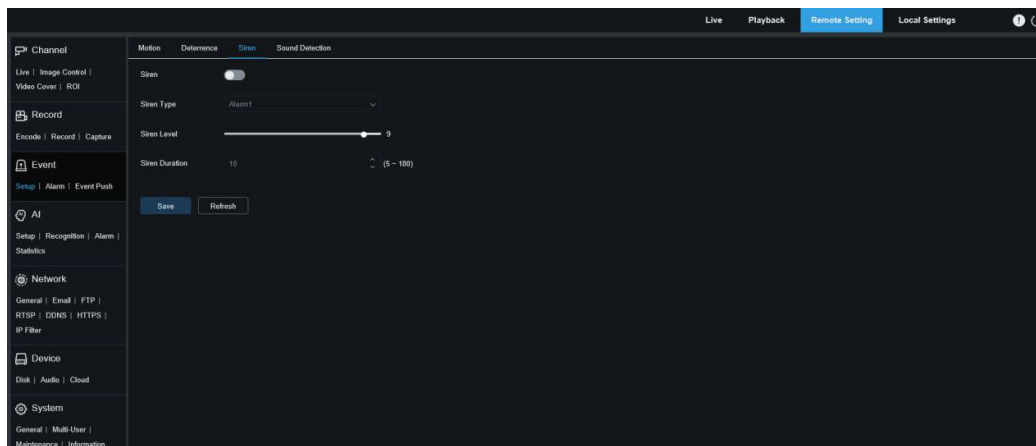 Live Playback Remote Setting Local Settings
Channel
Live | Image Control |
Video Cover | ROI
Record
Encode | Record | Capture
Event
Setup | Alarm | Event Push
AI
Setup | Recognition | Alarm |
Statistics
Network
General | Email | FTP |
RTSP | DDNS | HTTPS |
IP Filter
Device
Disk | Audio | Cloud
System
General | Multi-User |
Maintenance | Information
Motion Deterrence Siren Sound Detection
Siren
Siren Type Alarm1
Siren Level 9
Siren Duration 10 (5 ~ 180)
Save Refresh